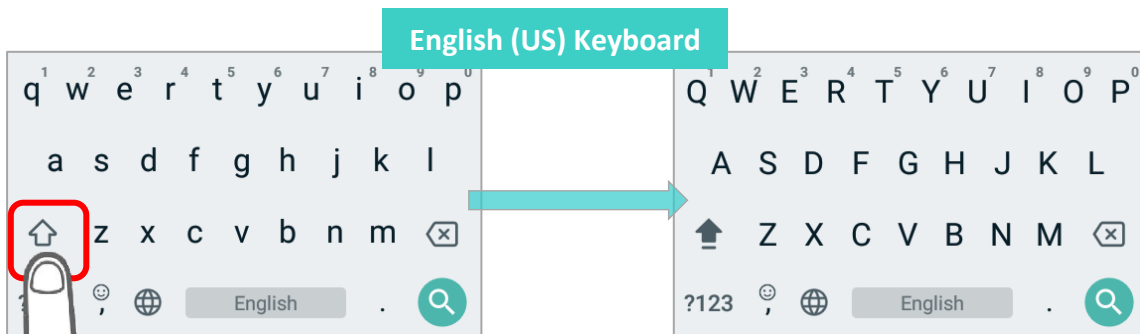 English (US) Keyboard
1 2 3 4 5 6 7 8 9 0
q w e r t y u i o p
a s d f g h j k l
z x c v b n m
? , English .
1 2 3 4 5 6 7 8 9 0
Q W E R T Y U I O P
A S D F G H J K L
Z X C V B N M
?123 , English .